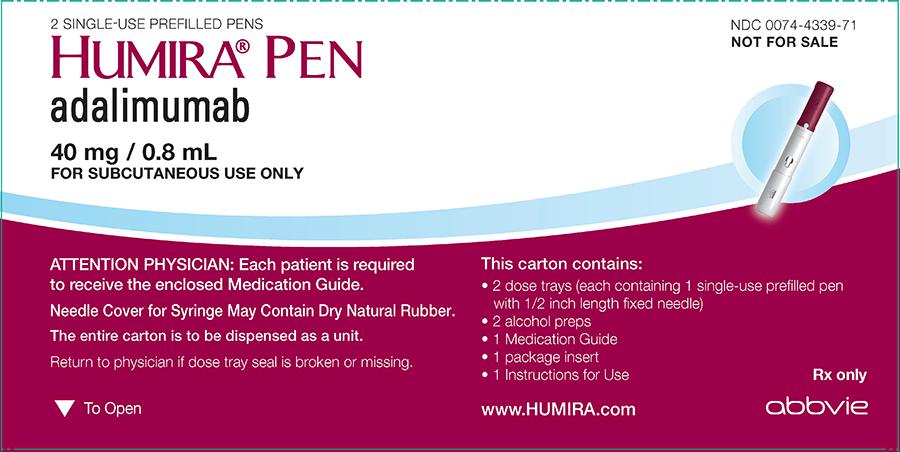 2 SINGLE-USE PREFILLED PENS
HUMIRA® PEN
adalimumab
40 mg / 0.8 mL
FOR SUBCUTANEOUS USE ONLY
NDC 0074-4339-71
NOT FOR SALE
ATTENTION PHYSICIAN: Each patient is required
to receive the enclosed Medication Guide.
Needle Cover for Syringe May Contain Dry Natural Rubber.
The entire carton is to be dispensed as a unit.
Return to physician if dose tray seal is broken or missing.
To Open
This carton contains:
• 2 dose trays (each containing 1 single-use prefilled pen
with 1/2 inch length fixed needle)
• 2 alcohol preps
• 1 Medication Guide
• 1 package insert
• 1 Instructions for Use
www.HUMIRA.com
Rx only
abbvie